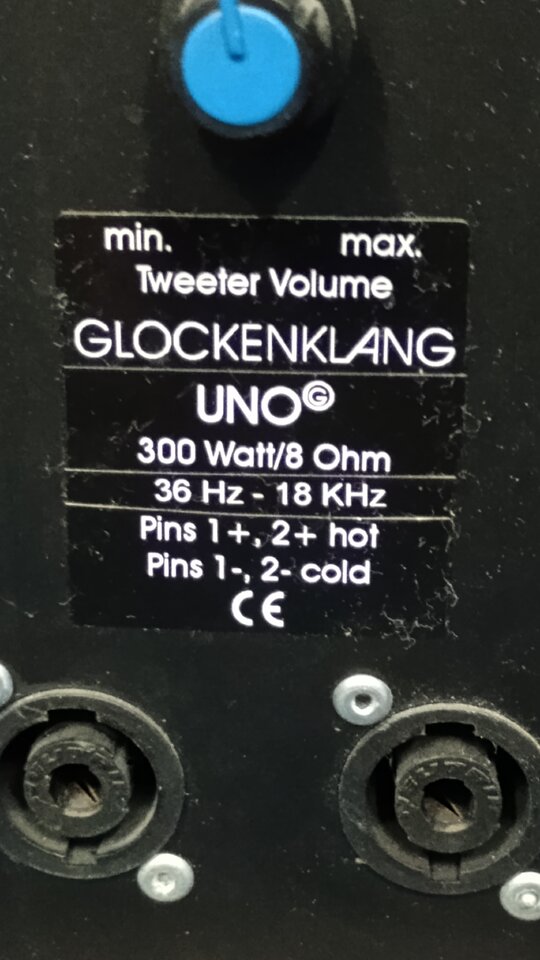 min. max.
Tweeter Volume
GLOCKENKLANG
UNO Ⓖ
300 Watt/8 Ohm
36 Hz - 18 KHz
Pins 1+, 2+ hot
Pins 1-, 2- cold
CE